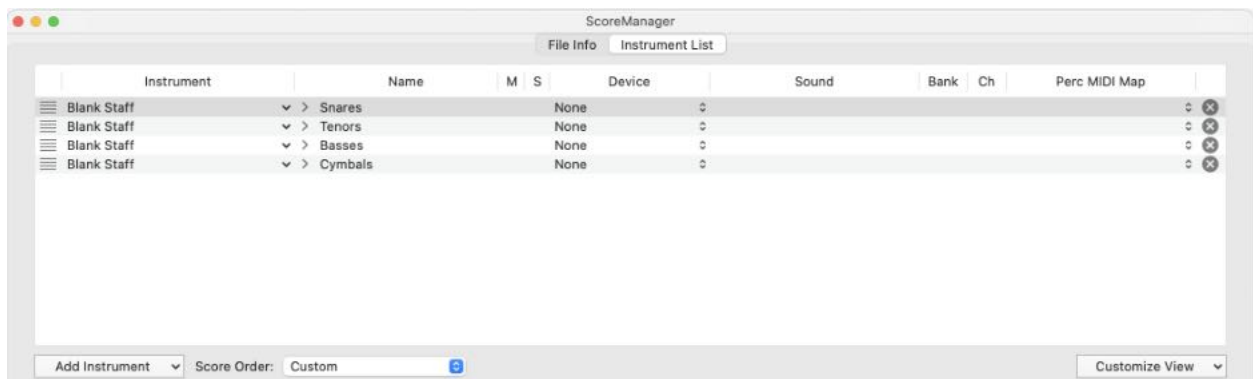 ScoreManager
File Info Instrument List
Instrument Name M S Device Sound Bank Ch Perc MIDI Map
Blank Staff Snares None
Blank Staff Tenors None
Blank Staff Basses None
Blank Staff Cymbals None
Add Instrument Score Order: Custom Customize View